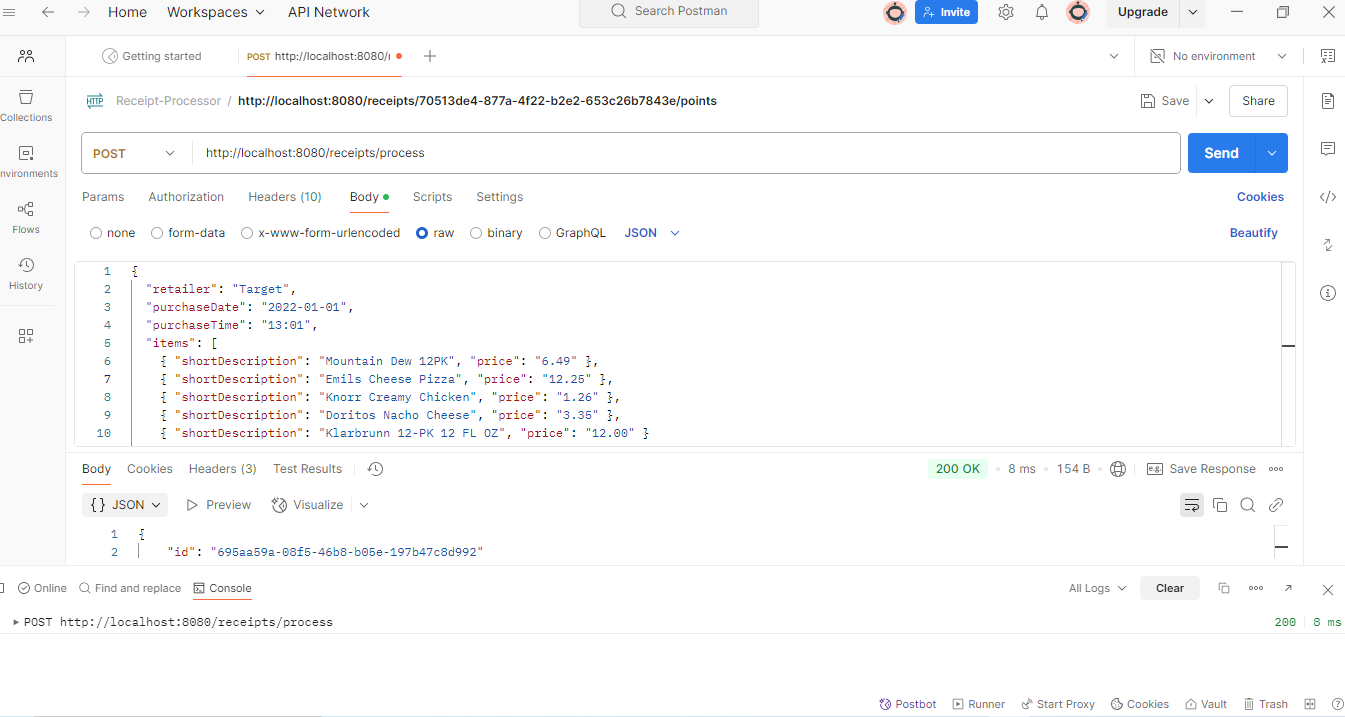 Home Workspaces API Network Search Postman Invite Upgrade
Getting started POST http://localhost:8080/r No environment
HTTP Receipt-Processor / http://localhost:8080/receipts/70513de4-877a-4f22-b2e2-653c26b7843e/points Save Share
Collections
POST http://localhost:8080/receipts/process Send
nvironments
Params Authorization Headers (10) Body Scripts Settings Cookies
Flows
none form-data x-www-form-urlencoded raw binary GraphQL JSON Beautify
History
1 {
2 "retailer": "Target",
3 "purchaseDate": "2022-01-01",
4 "purchaseTime": "13:01",
5 "items": [
6 { "shortDescription": "Mountain Dew 12PK", "price": "6.49" },
7 { "shortDescription": "Emils Cheese Pizza", "price": "12.25" },
8 { "shortDescription": "Knorr Creamy Chicken", "price": "1.26" },
9 { "shortDescription": "Doritos Nacho Cheese", "price": "3.35" },
10 { "shortDescription": "Klarbrunn 12-PK 12 FL OZ", "price": "12.00" }
Body Cookies Headers (3) Test Results 200 OK 8 ms 154 B e.g. Save Response
{} JSON Preview Visualize
1 {
2 "id": "695aa59a-08f5-46b8-b05e-197b47c8d992"
Online Find and replace Console All Logs Clear
POST http://localhost:8080/receipts/process 200 8 ms
Postbot Runner Start Proxy Cookies Vault Trash